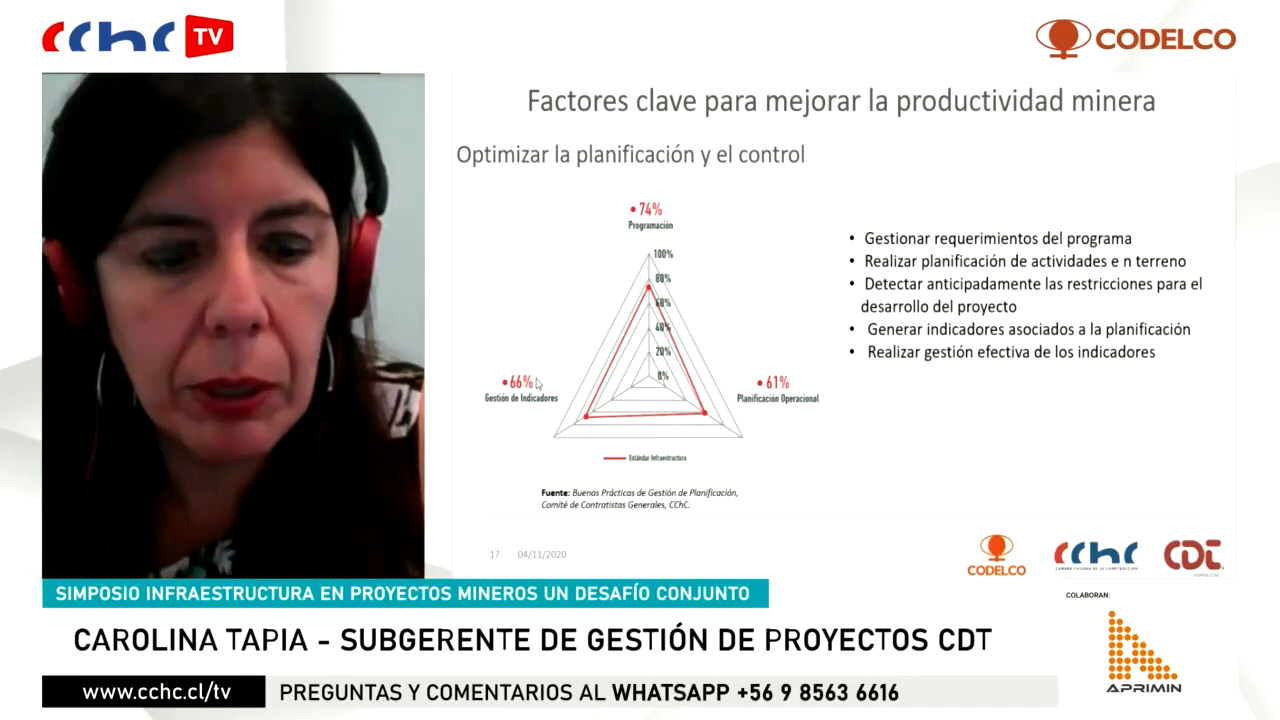 cchc TV
CODELCO
Factores clave para mejorar la productividad minera
Optimizar la planificación y el control
• 74%
Programación
100%
80%
60%
40%
20%
0%
• 66%
Gestión de Indicadores
• 61%
Planificación Operacional
Estándar Infraestructura
• Gestionar requerimientos del programa
• Realizar planificación de actividades e n terreno
• Detectar anticipadamente las restricciones para el
desarrollo del proyecto
• Generar indicadores asociados a la planificación
• Realizar gestión efectiva de los indicadores
Fuente: Buenas Prácticas de Gestión de Planificación,
Comité de Contratistas Generales, CChC.
17 04/11/2020
CODELCO
cchc
CÁMARA CHILENA DE LA CONSTRUCCIÓN
CDT
SIMPOSIO INFRAESTRUCTURA EN PROYECTOS MINEROS UN DESAFÍO CONJUNTO
COLABORAN:
CAROLINA TAPIA - SUBGERENTE DE GESTIÓN DE PROYECTOS CDT
APRIMIN
www.cchc.cl/tv
PREGUNTAS Y COMENTARIOS AL WHATSAPP +56 9 8563 6616